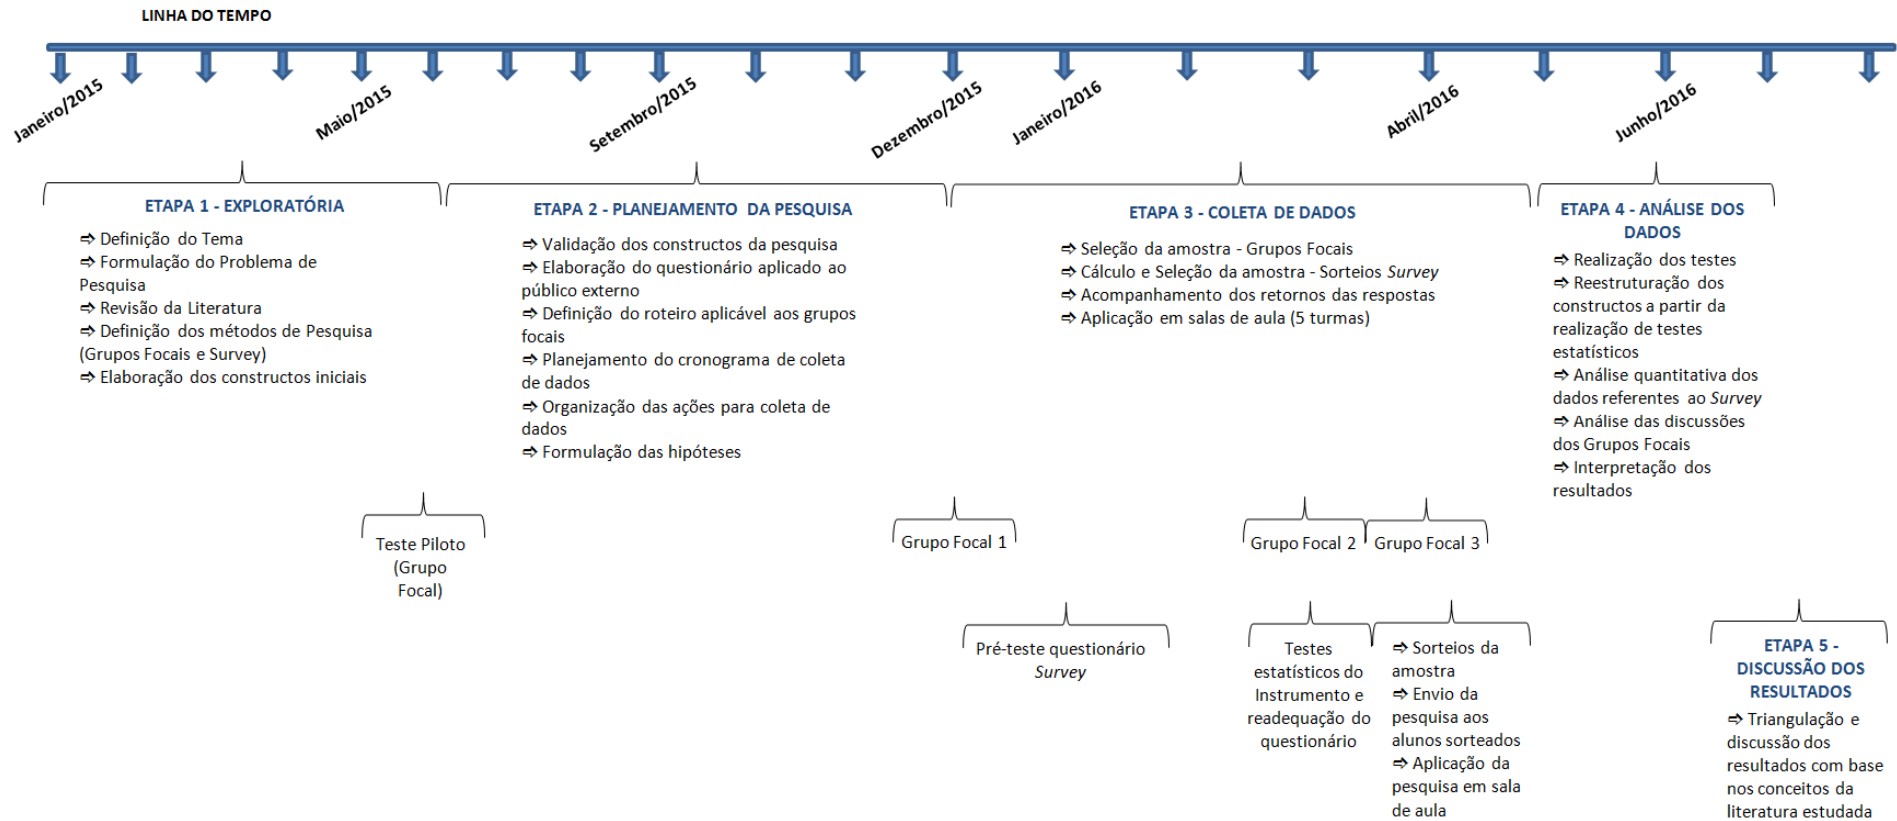 LINHA DO TEMPO
Janeiro/2015
Maio/2015
Setembro/2015
Dezembro/2015
Janeiro/2016
Abril/2016
Junho/2016
ETAPA 1 - EXPLORATÓRIA
⇨ Definição do Tema
⇨ Formulação do Problema de
Pesquisa
⇨ Revisão da Literatura
⇨ Definição dos métodos de Pesquisa
(Grupos Focais e Survey)
⇨ Elaboração dos constructos iniciais
ETAPA 2 - PLANEJAMENTO DA PESQUISA
⇨ Validação dos constructos da pesquisa
⇨ Elaboração do questionário aplicado ao
público externo
⇨ Definição do roteiro aplicável aos grupos
focais
⇨ Planejamento do cronograma de coleta
de dados
⇨ Organização das ações para coleta de
dados
⇨ Formulação das hipóteses
ETAPA 3 - COLETA DE DADOS
⇨ Seleção da amostra - Grupos Focais
⇨ Cálculo e Seleção da amostra - Sorteios Survey
⇨ Acompanhamento dos retornos das respostas
⇨ Aplicação em salas de aula (5 turmas)
ETAPA 4 - ANÁLISE DOS
DADOS
⇨ Realização dos testes
⇨ Reestruturação dos
constructos a partir da
realização de testes
estatísticos
⇨ Análise quantitativa dos
dados referentes ao Survey
⇨ Análise das discussões
dos Grupos Focais
⇨ Interpretação dos
resultados
Teste Piloto
(Grupo
Focal)
Grupo Focal 1
Grupo Focal 2
Grupo Focal 3
Pré-teste questionário
Survey
Testes
estatísticos do
Instrumento e
readequação do
questionário
⇨ Sorteios da
amostra
⇨ Envio da
pesquisa aos
alunos sorteados
⇨ Aplicação da
pesquisa em sala
de aula
ETAPA 5 -
DISCUSSÃO DOS
RESULTADOS
⇨ Triangulação e
discussão dos
resultados com base
nos conceitos da
literatura estudada